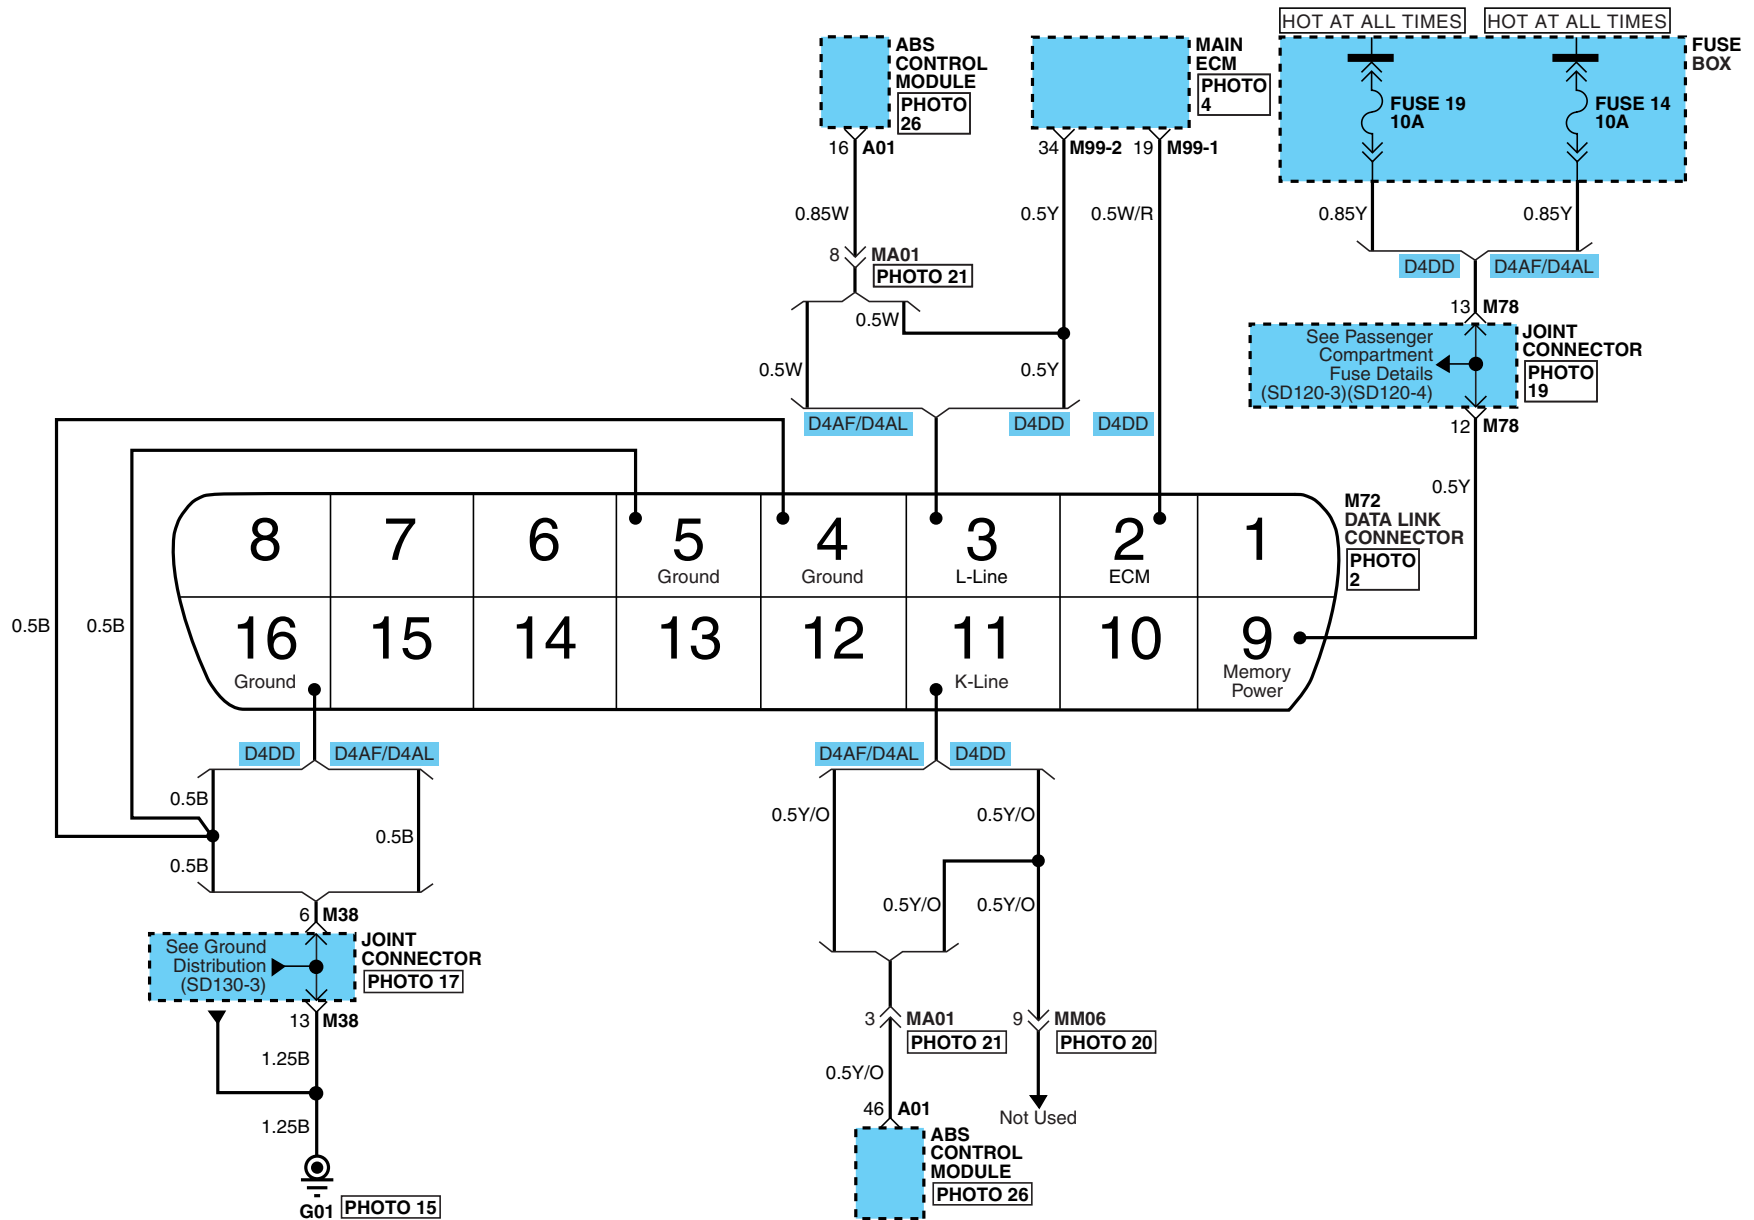 HOT AT ALL TIMES
HOT AT ALL TIMES
FUSE
BOX
FUSE 19
10A
FUSE 14
10A
ABS
CONTROL
MODULE
PHOTO
26
MAIN
ECM
PHOTO
4
16 A01
34 M99-2
19 M99-1
0.85W
0.5Y
0.5W/R
0.85Y
0.85Y
8 MA01
PHOTO 21
D4DD
D4AF/D4AL
0.5W
13 M78
See Passenger
Compartment
Fuse Details
(SD120-3)(SD120-4)
JOINT
CONNECTOR
PHOTO
19
0.5W
0.5Y
D4AF/D4AL
D4DD
D4DD
12 M78
0.5Y
M72
DATA LINK
CONNECTOR
PHOTO
2
8
7
6
5
Ground
4
Ground
3
L-Line
2
ECM
1
0.5B
0.5B
16
Ground
15
14
13
12
11
K-Line
10
9
Memory
Power
D4DD
D4AF/D4AL
D4AF/D4AL
D4DD
0.5B
0.5B
0.5B
0.5Y/O
0.5Y/O
0.5Y/O
0.5Y/O
6 M38
See Ground
Distribution
(SD130-3)
JOINT
CONNECTOR
PHOTO 17
13 M38
3 MA01
PHOTO 21
9 MM06
PHOTO 20
1.25B
0.5Y/O
1.25B
46 A01
Not Used
ABS
CONTROL
MODULE
PHOTO 26
G01
PHOTO 15